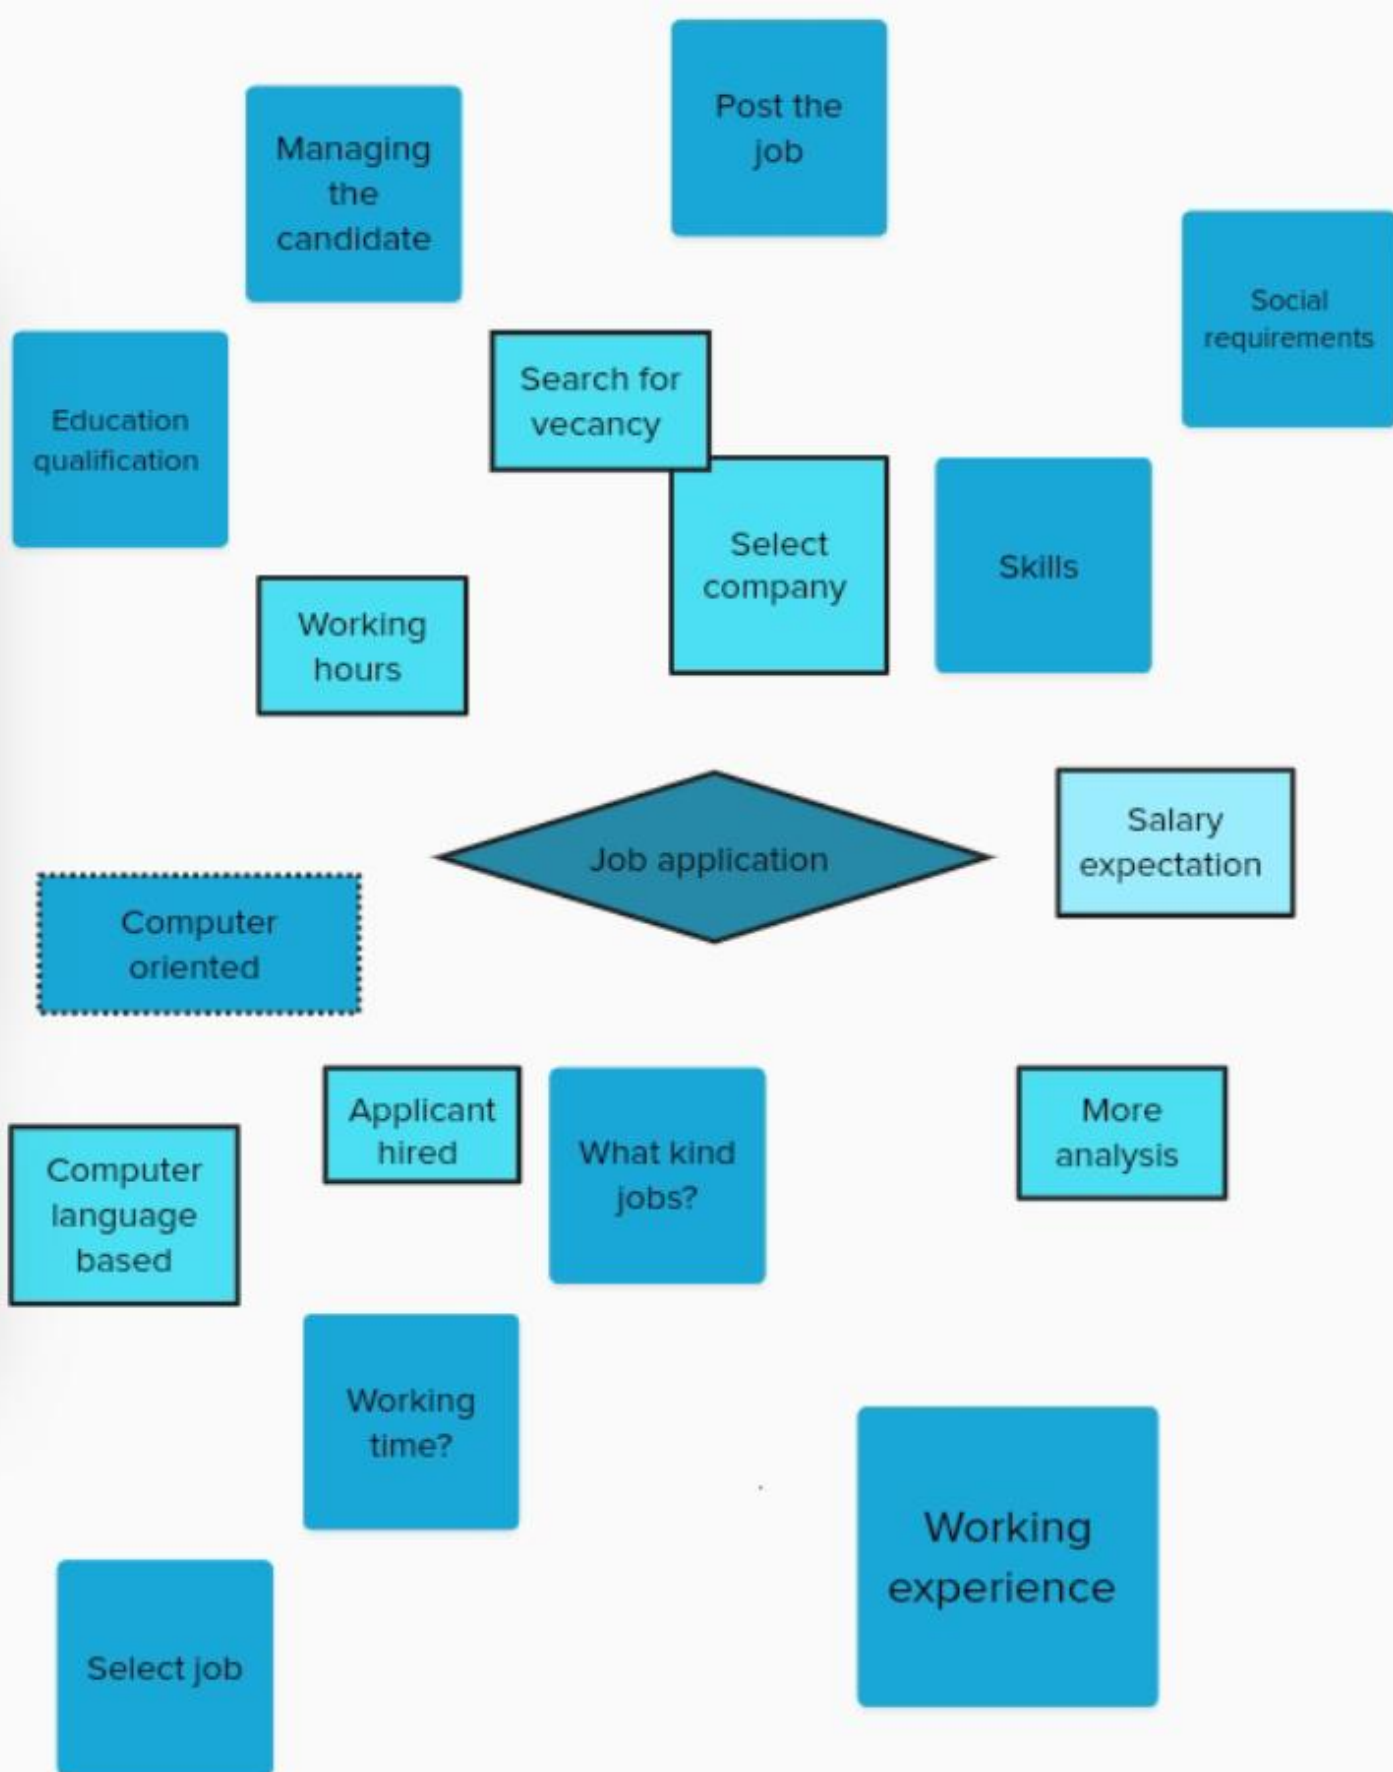 Post the
job
Managing
the
candidate
Social
requirements
Search for
vecancy
Education
qualification
Select
company
Skills
Working
hours
Salary
expectation
Job application
Computer
oriented
Applicant
hired
What kind
jobs?
More
analysis
Computer
language
based
Working
time?
Working
experience
Select job